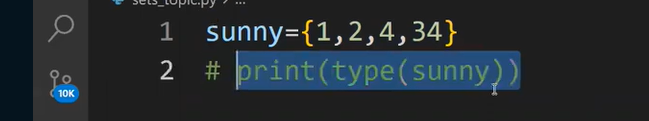 sets_topic.py > ...
1 sunny={1,2,4,34}
2 # print(type(sunny))
10K